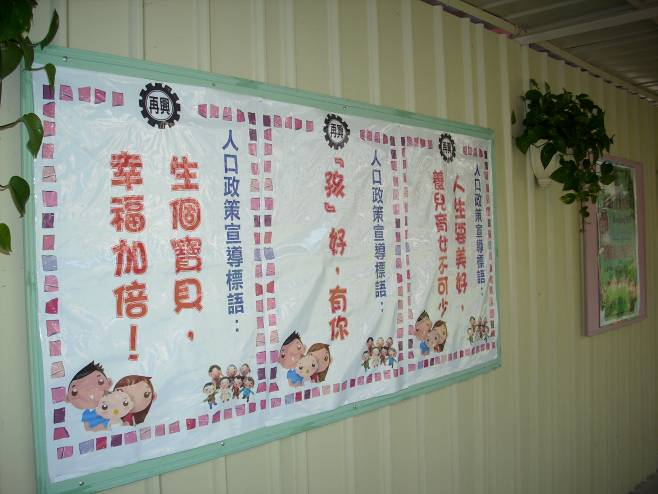 再興
人口政策宣導標語：
生個寶貝，
幸福加倍！
再興
人口政策宣導標語：
『孩』好，有你
再興
人口政策宣導標語：
人生要美好，
養兒育女不可少